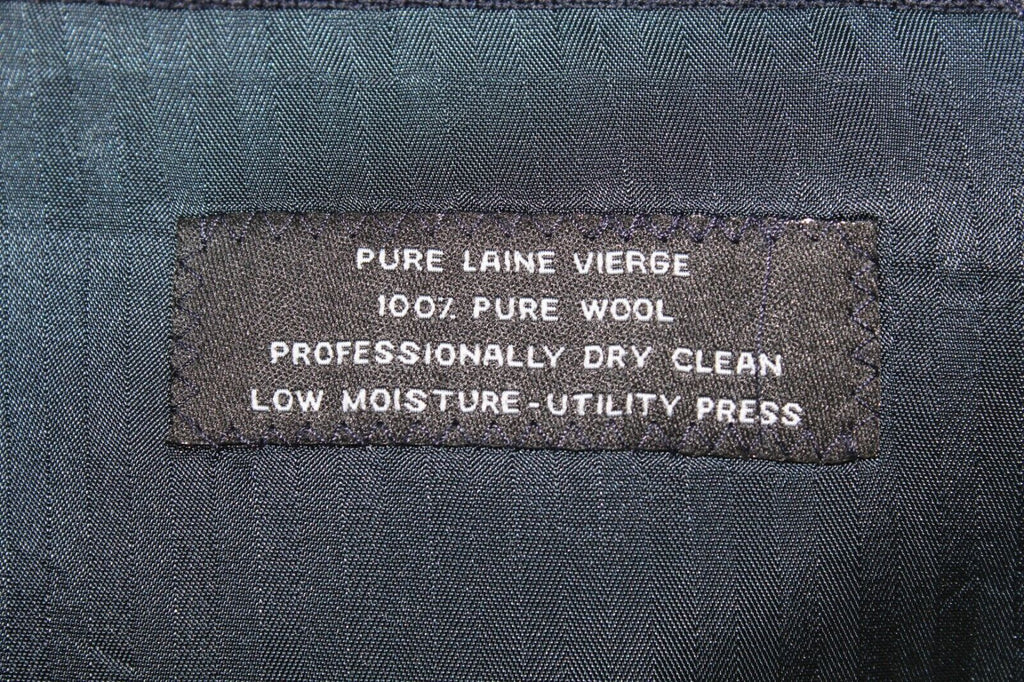 PURE LAINE VIERGE
100% PURE WOOL
PROFESSIONALLY DRY CLEAN
LOW MOISTURE-UTILITY PRESS